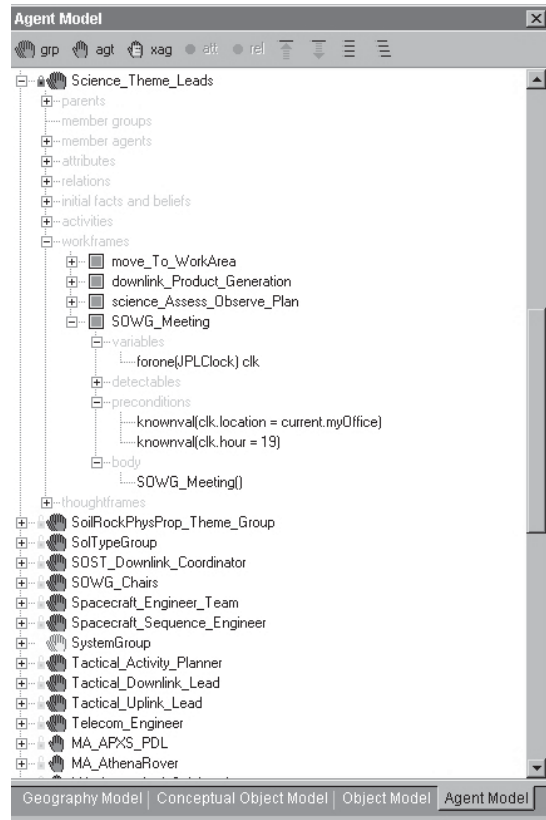 Agent Model
grp agt xag att rel
Science_Theme_Leads
parents
member groups
member agents
attributes
relations
initial facts and beliefs
activities
workframes
move_To_WorkArea
downlink_Product_Generation
science_Assess_Observe_Plan
SOWG_Meeting
variables
forone(JPLClock) clk
detectables
preconditions
knownval(clk.location = current.myOffice)
knownval(clk.hour = 19)
body
SOWG_Meeting()
thoughtframes
SoilRockPhysProp_Theme_Group
SolTypeGroup
SOST_Downlink_Coordinator
SOWG_Chairs
Spacecraft_Engineer_Team
Spacecraft_Sequence_Engineer
SystemGroup
Tactical_Activity_Planner
Tactical_Downlink_Lead
Tactical_Uplink_Lead
Telecom_Engineer
MA_APXS_PDL
MA_AthenaRover
Geography Model | Conceptual Object Model | Object Model Agent Model